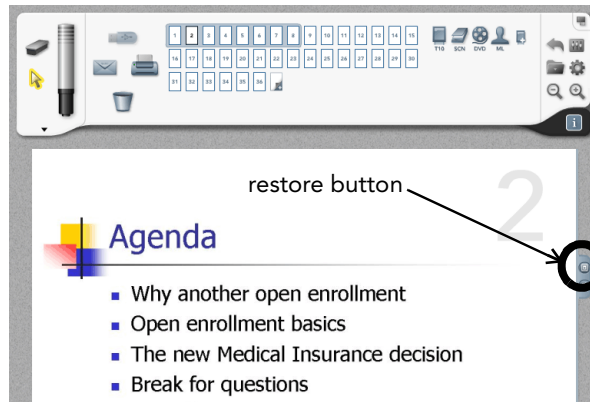 1 2 3 4 5 6 7 8 9 10 11 12 13 14 15
16 17 18 19 20 21 22 23 24 25 26 27 28 29 30
31 32 33 34 35 36
T10 SCN DVD ML
i
restore button
2
Agenda
Why another open enrollment
Open enrollment basics
The new Medical Insurance decision
Break for questions